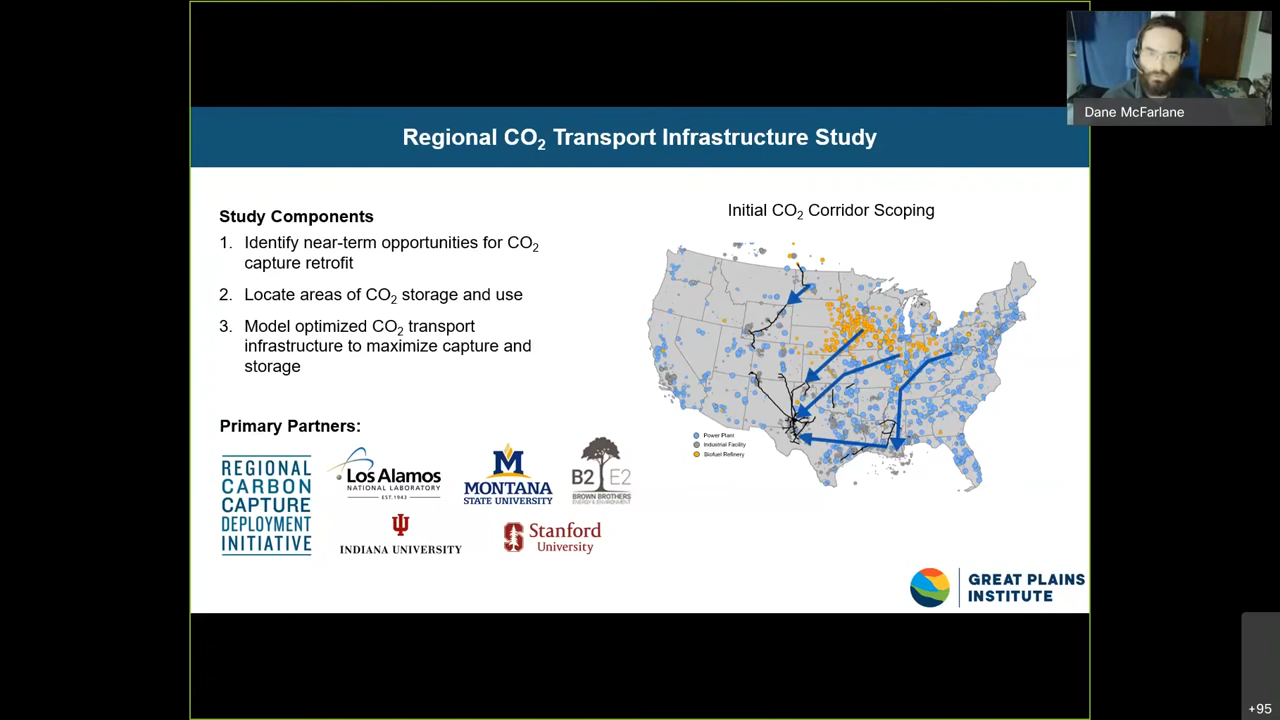 Dane McFarlane
Regional CO2 Transport Infrastructure Study
Study Components
1. Identify near-term opportunities for CO2
capture retrofit
2. Locate areas of CO2 storage and use
3. Model optimized CO2 transport
infrastructure to maximize capture and
storage
Primary Partners:
REGIONAL
CARBON
CAPTURE
DEPLOYMENT
INITIATIVE
Los Alamos
NATIONAL LABORATORY
EST. 1943
M
MONTANA
STATE UNIVERSITY
B2 E2
BROWN BROTHERS
ENERGY & ENVIRONMENT
INDIANA UNIVERSITY
S
Stanford
University
Initial CO2 Corridor Scoping
Power Plant
Industrial Facility
Biofuel Refinery
GREAT PLAINS
INSTITUTE
+95